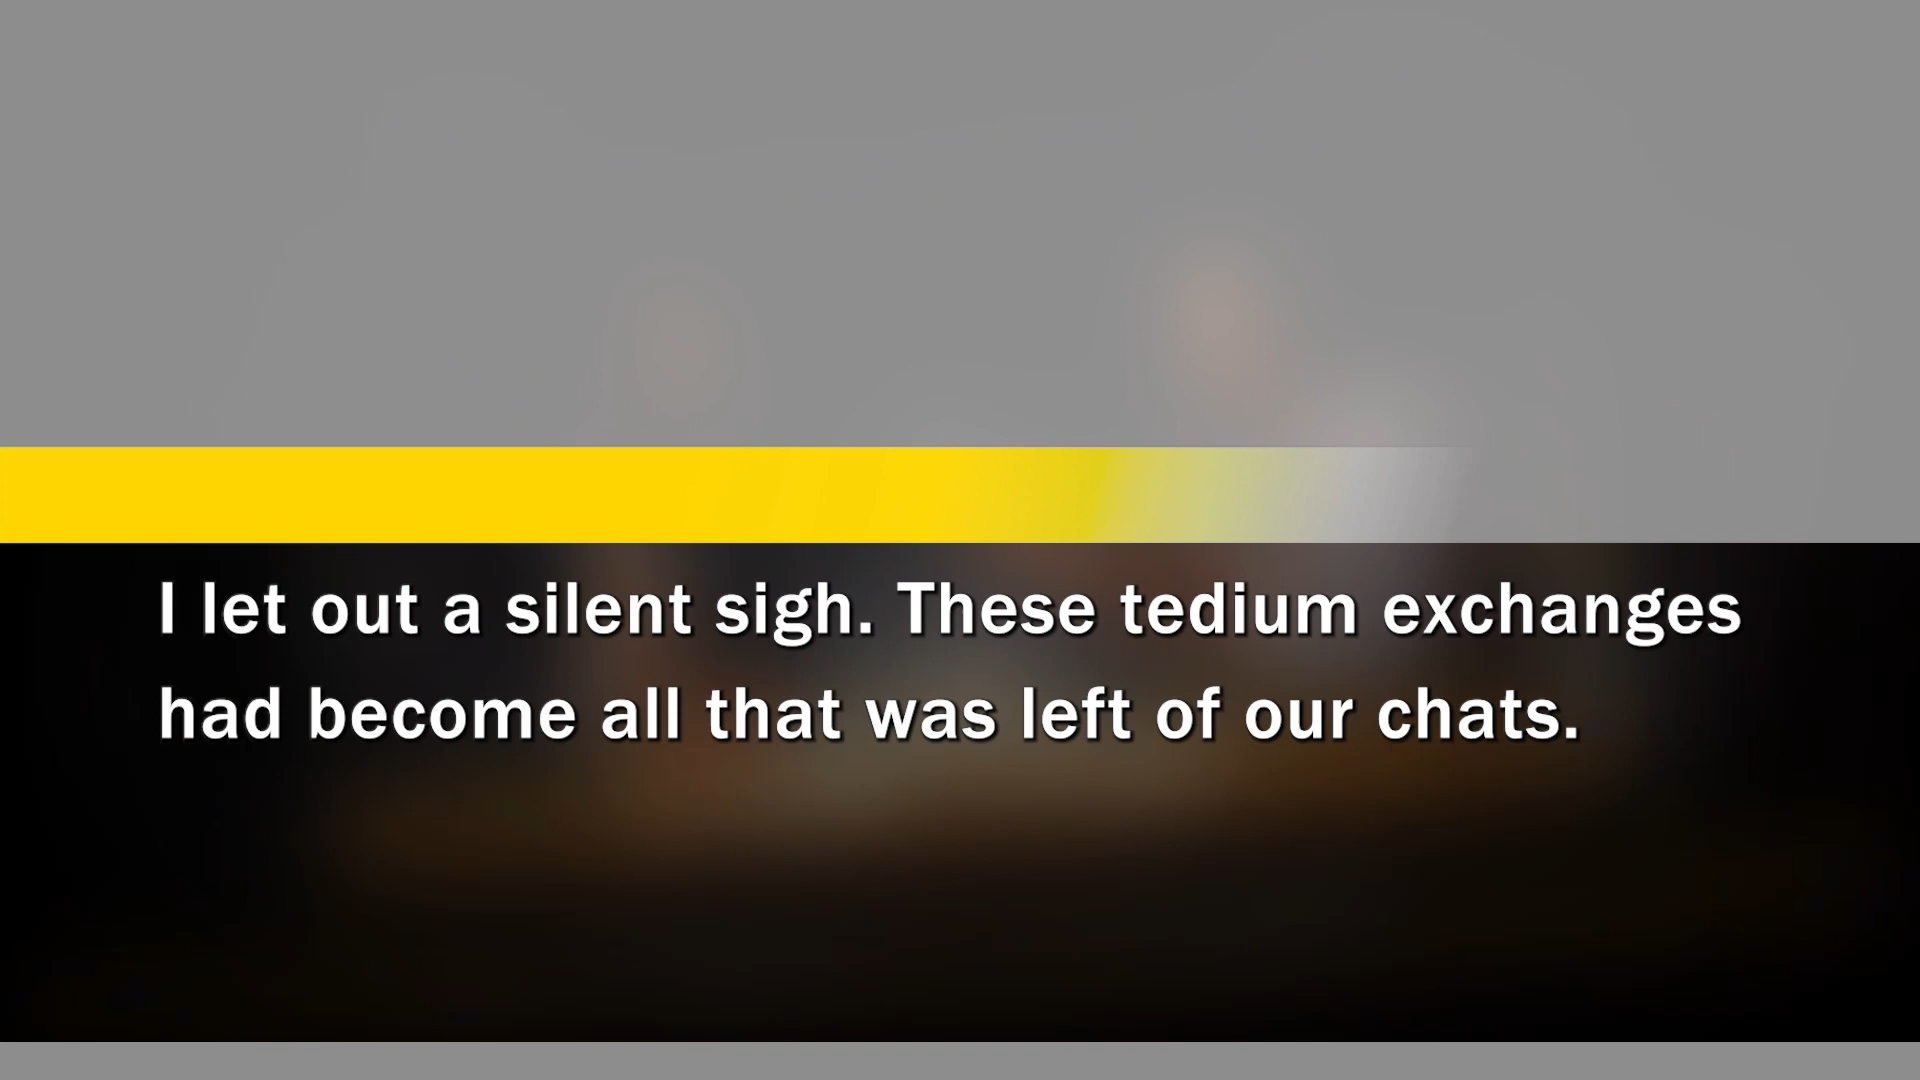 I let out a silent sigh. These tedium exchanges
had become all that was left of our chats.